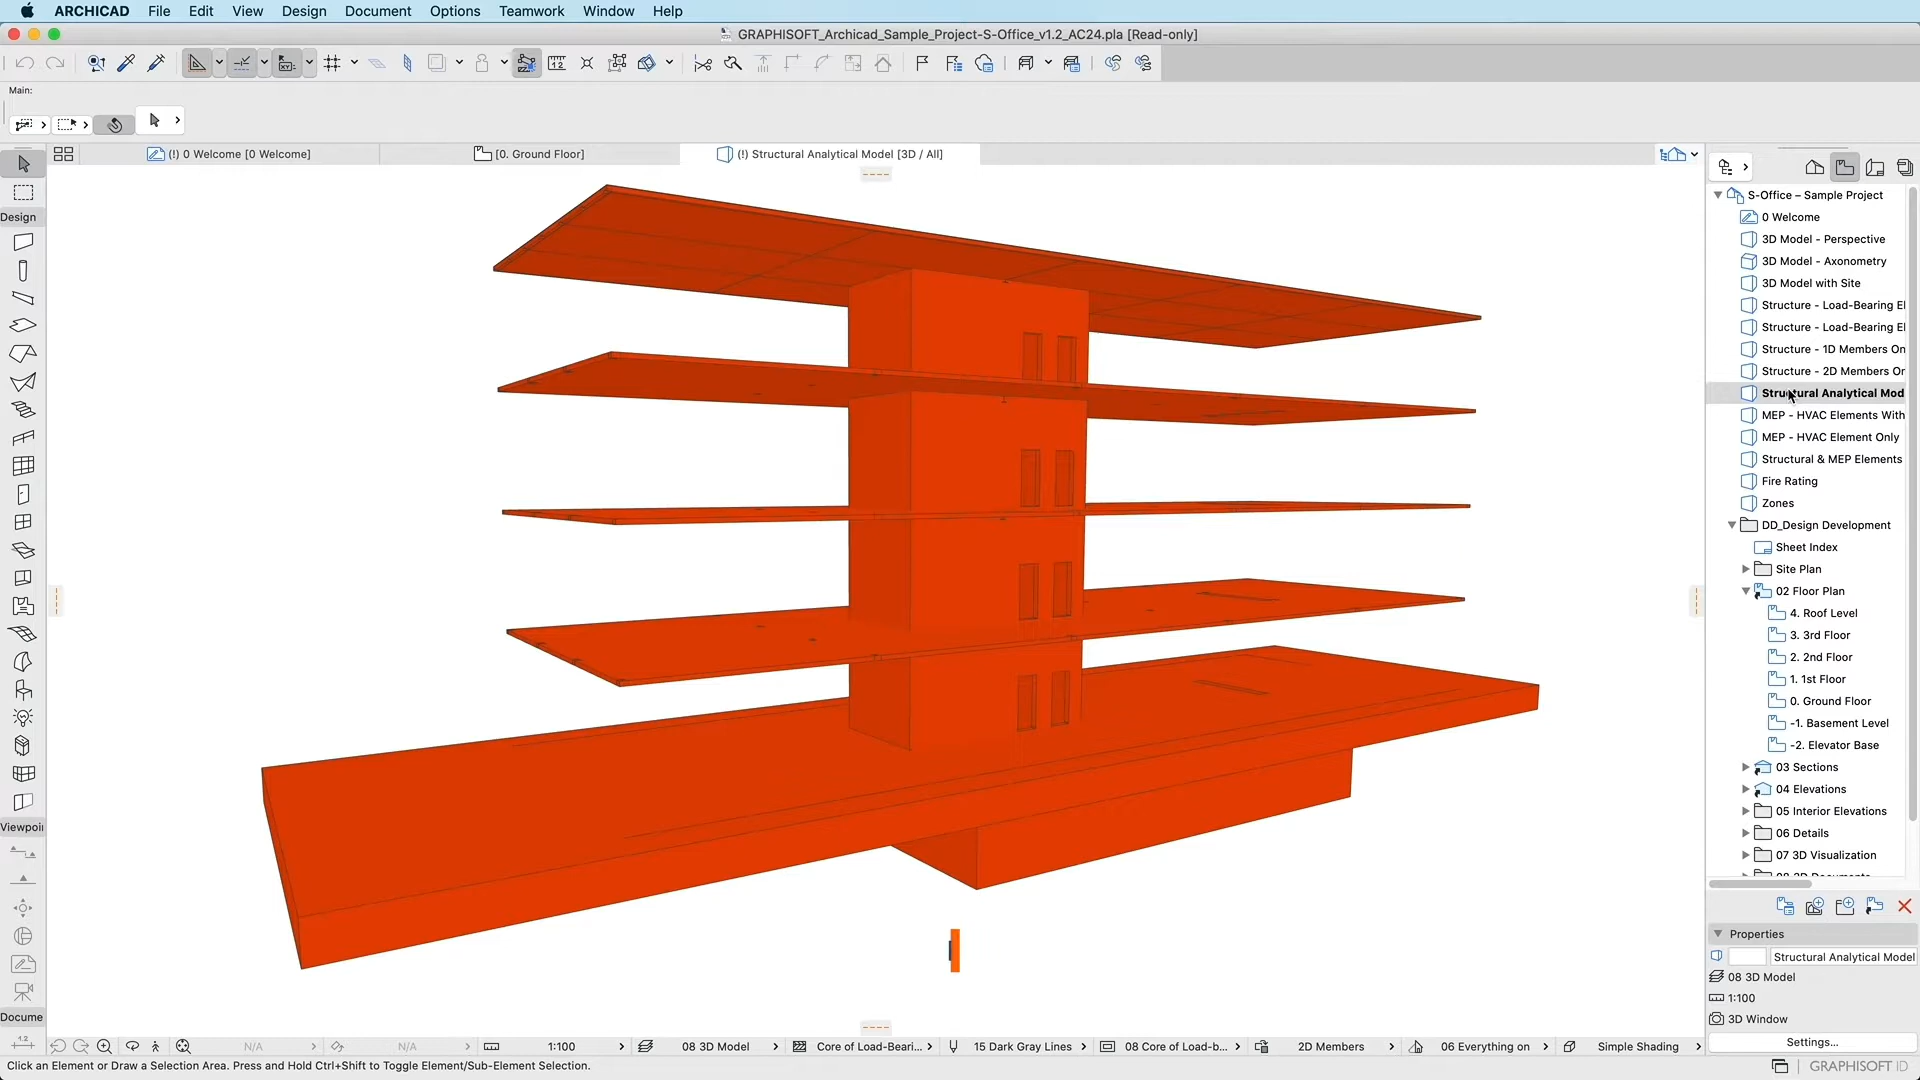 ARCHICAD File Edit View Design Document Options Teamwork Window Help
GRAPHISOFT_Archicad_Sample_Project-S-Office_v1.2_AC24.pla [Read-only]
Main:
(!) 0 Welcome [0 Welcome]
[0. Ground Floor]
(!) Structural Analytical Model [3D / All]
Design
Viewpoi
Docume
S-Office – Sample Project
0 Welcome
3D Model - Perspective
3D Model - Axonometry
3D Model with Site
Structure - Load-Bearing El
Structure - Load-Bearing El
Structure - 1D Members On
Structure - 2D Members Or
Structural Analytical Mod
MEP - HVAC Elements With
MEP - HVAC Element Only
Structural & MEP Elements
Fire Rating
Zones
DD_Design Development
Sheet Index
Site Plan
02 Floor Plan
4. Roof Level
3. 3rd Floor
2. 2nd Floor
1. 1st Floor
0. Ground Floor
-1. Basement Level
-2. Elevator Base
03 Sections
04 Elevations
05 Interior Elevations
06 Details
07 3D Visualization
Properties
Structural Analytical Model
08 3D Model
1:100
3D Window
Settings...
N/A N/A 1:100 08 3D Model Core of Load-Beari... 15 Dark Gray Lines 08 Core of Load-b... 2D Members 06 Everything on Simple Shading
Click an Element or Draw a Selection Area. Press and Hold Ctrl+Shift to Toggle Element/Sub-Element Selection.
GRAPHISOFT ID